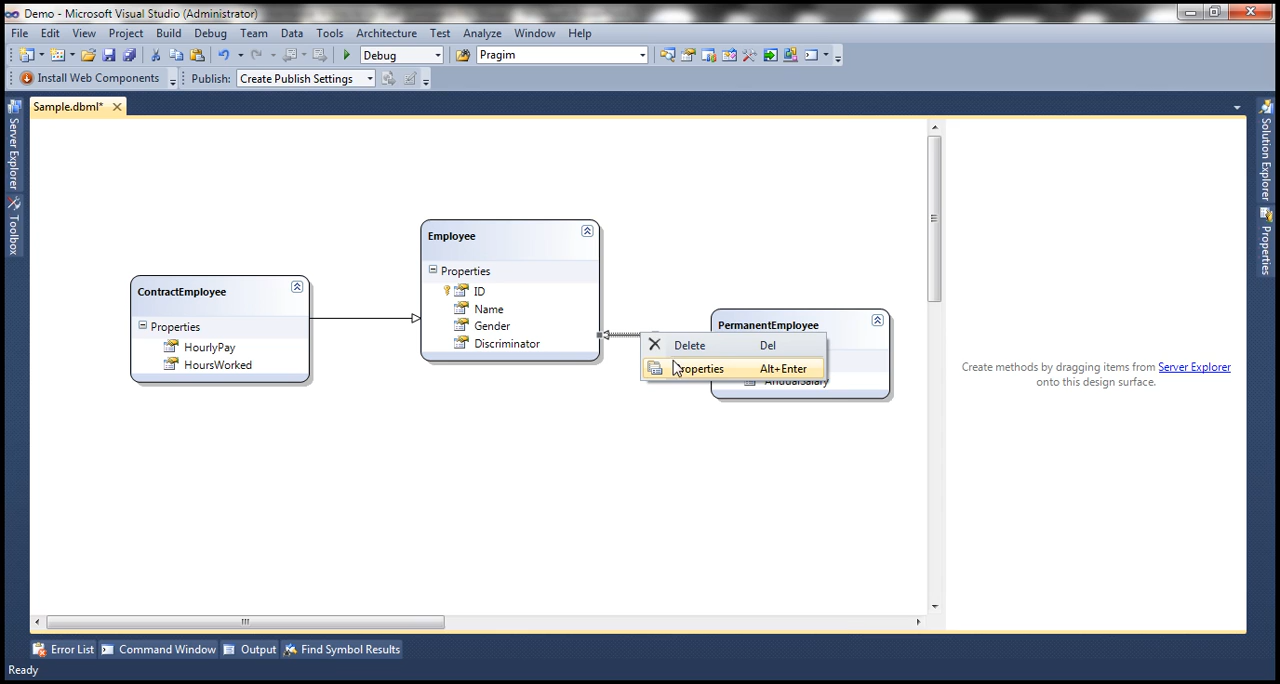 Demo - Microsoft Visual Studio (Administrator)
File Edit View Project Build Debug Team Data Tools Architecture Test Analyze Window Help
Debug Pragim
Install Web Components Publish: Create Publish Settings
Sample.dbml*
Server Explorer
Toolbox
Solution Explorer
Properties
Employee
Properties
ID
Name
Gender
Discriminator
ContractEmployee
Properties
HourlyPay
HoursWorked
PermanentEmployee
Delete Del
Properties Alt+Enter
Create methods by dragging items from Server Explorer
onto this design surface.
Error List Command Window Output Find Symbol Results
Ready